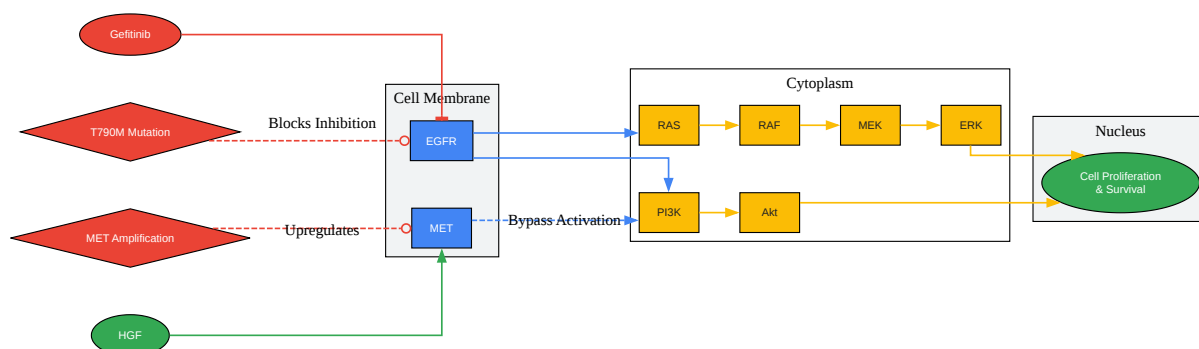 Gefitinib
Cell Membrane
Cytoplasm
T790M Mutation
Blocks Inhibition
EGFR
RAS
RAF
MEK
ERK
Nucleus
Cell Proliferation
& Survival
MET Amplification
Upregulates
MET
Bypass Activation
PI3K
Akt
HGF